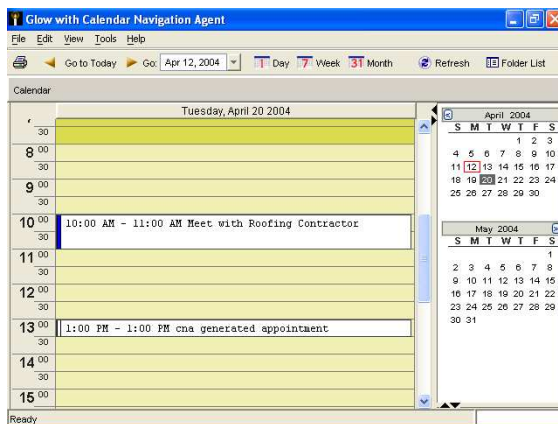 Glow with Calendar Navigation Agent
File Edit View Tools Help
Go to Today Go: Apr 12, 2004 1 Day 7 Week 31 Month Refresh Folder List
Calendar
Tuesday, April 20 2004
30
8 00
30
9 00
30
10 00 10:00 AM - 11:00 AM Meet with Roofing Contractor
30
11 00
30
12 00
30
13 00 1:00 PM - 1:00 PM cna generated appointment
30
14 00
30
15 00
April 2004
S M T W T F S
1 2 3
4 5 6 7 8 9 10
11 12 13 14 15 16 17
18 19 20 21 22 23 24
25 26 27 28 29 30
May 2004
S M T W T F S
1
2 3 4 5 6 7 8
9 10 11 12 13 14 15
16 17 18 19 20 21 22
23 24 25 26 27 28 29
30 31
Ready